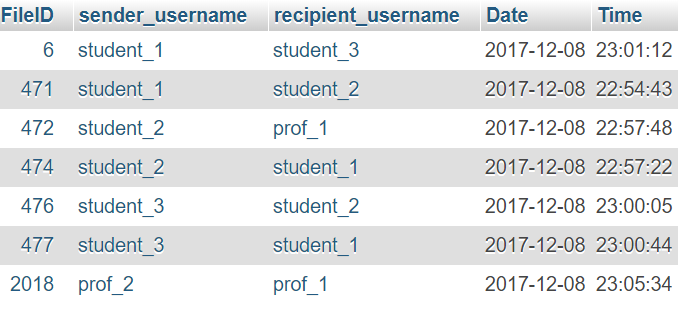 FileID sender_username recipient_username Date Time
6 student_1 student_3 2017-12-08 23:01:12
471 student_1 student_2 2017-12-08 22:54:43
472 student_2 prof_1 2017-12-08 22:57:48
474 student_2 student_1 2017-12-08 22:57:22
476 student_3 student_2 2017-12-08 23:00:05
477 student_3 student_1 2017-12-08 23:00:44
2018 prof_2 prof_1 2017-12-08 23:05:34